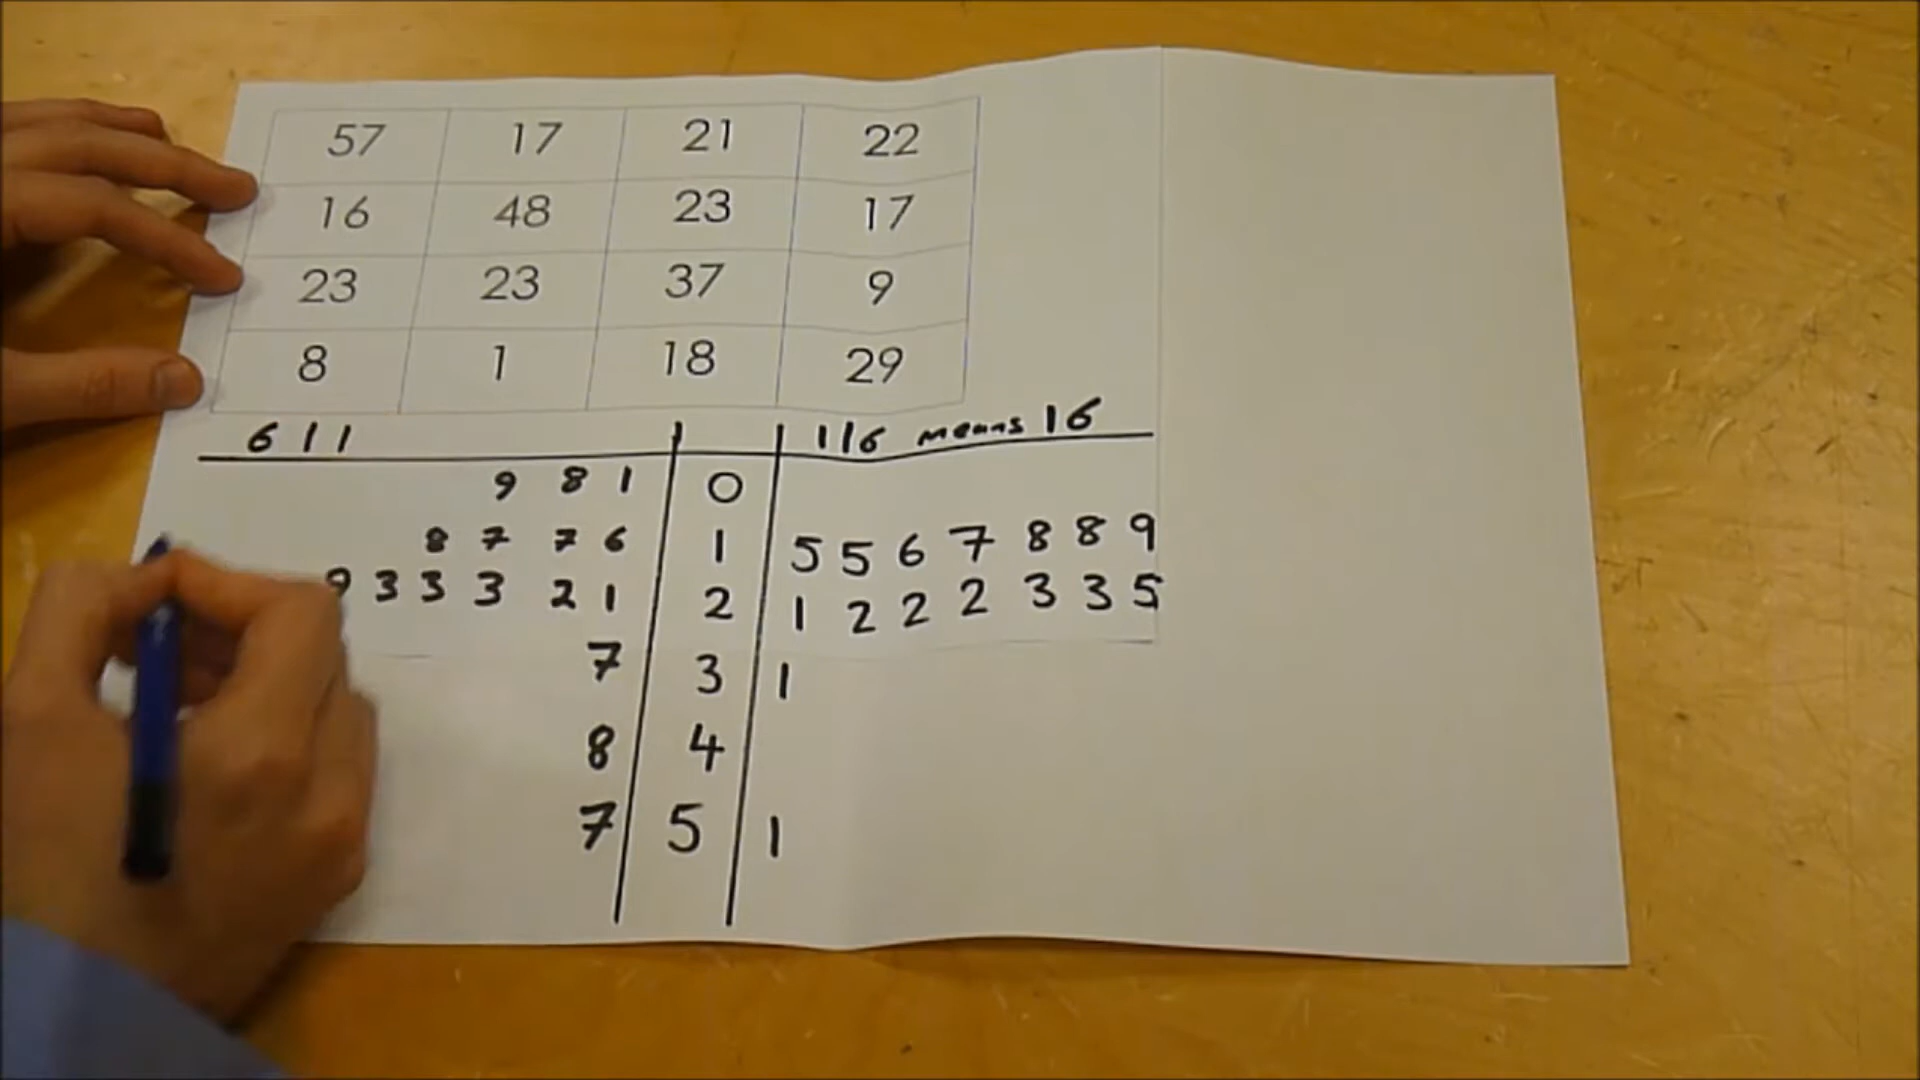 57 17 21 22
16 48 23 17
23 23 37 9
8 1 18 29
6 1 1 1 | 6 means 16
9 8 1 0
8 7 7 6 1 5 5 6 7 8 8 9
9 3 3 3 2 1 2 1 2 2 2 3 3 5
7 3 1
8 4
7 5 1